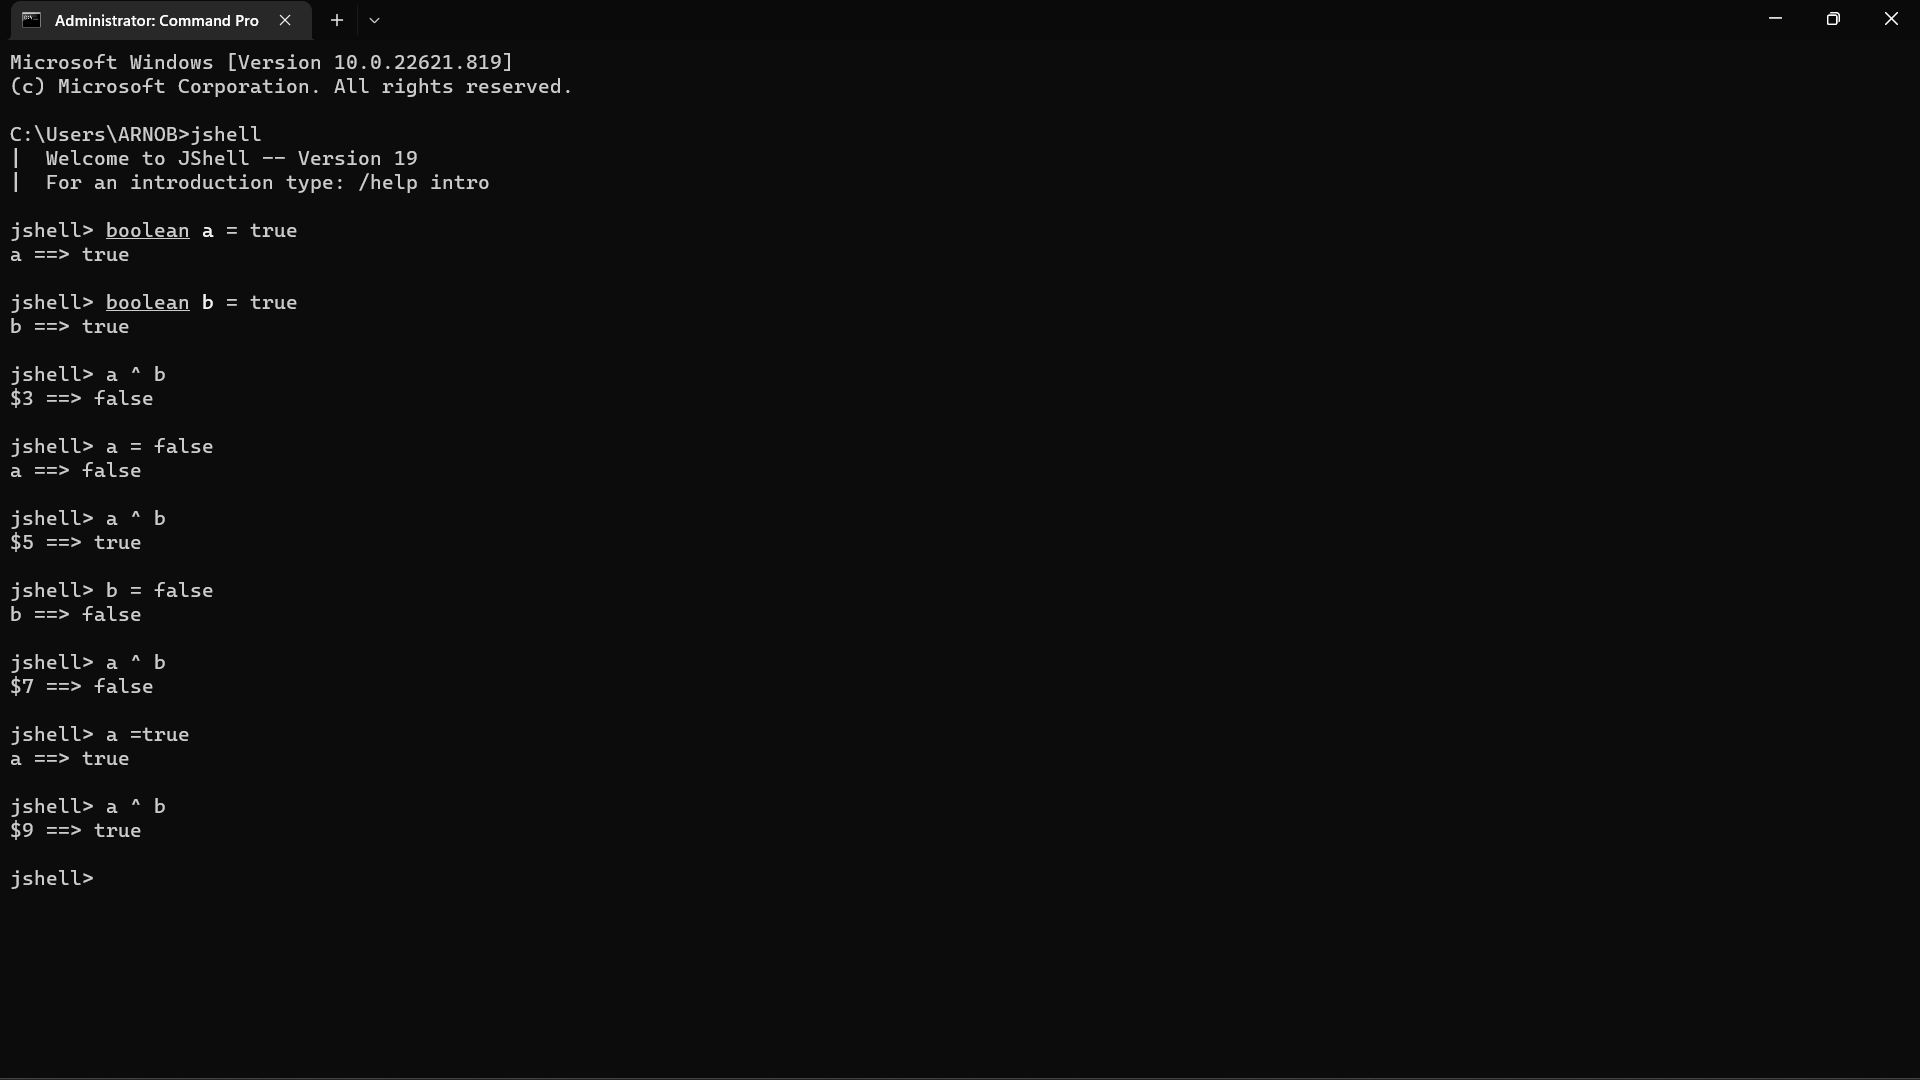 Administrator: Command Pro
Microsoft Windows [Version 10.0.22621.819]
(c) Microsoft Corporation. All rights reserved.
C:\Users\ARNOB>jshell
|  Welcome to JShell -- Version 19
|  For an introduction type: /help intro
jshell> boolean a = true
a ==> true
jshell> boolean b = true
b ==> true
jshell> a ^ b
$3 ==> false
jshell> a = false
a ==> false
jshell> a ^ b
$5 ==> true
jshell> b = false
b ==> false
jshell> a ^ b
$7 ==> false
jshell> a =true
a ==> true
jshell> a ^ b
$9 ==> true
jshell>